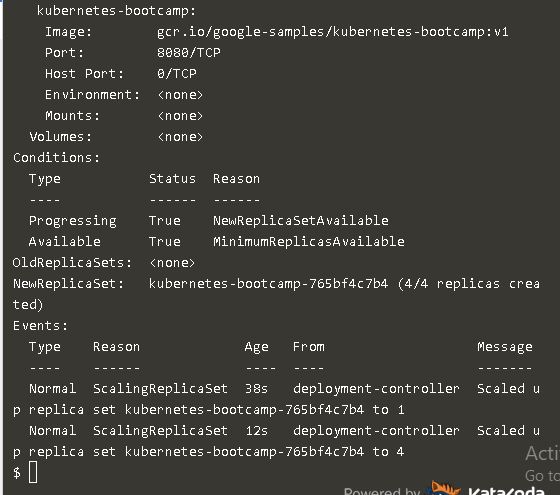 kubernetes-bootcamp:
Image: gcr.io/google-samples/kubernetes-bootcamp:v1
Port: 8080/TCP
Host Port: 0/TCP
Environment: <none>
Mounts: <none>
Volumes: <none>
Conditions:
Type Status Reason
---- ------ ------
Progressing True NewReplicaSetAvailable
Available True MinimumReplicasAvailable
OldReplicaSets: <none>
NewReplicaSet: kubernetes-bootcamp-765bf4c7b4 (4/4 replicas crea
ted)
Events:
Type Reason Age From Message
---- ------ ---- ---- -------
Normal ScalingReplicaSet 38s deployment-controller Scaled u
p replica set kubernetes-bootcamp-765bf4c7b4 to 1
Normal ScalingReplicaSet 12s deployment-controller Scaled u
p replica set kubernetes-bootcamp-765bf4c7b4 to 4
$
Acti
Go to
Powered by Katacoda